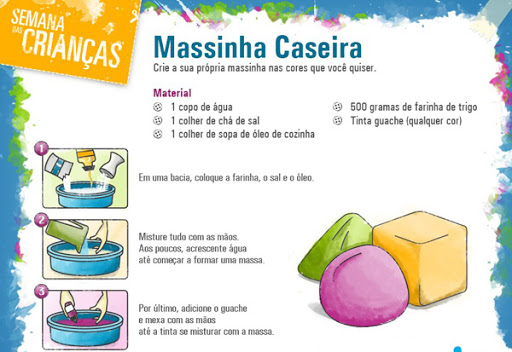 SEMANA
DAS
CRIANÇAS
Massinha Caseira
Crie a sua própria massinha nas cores que você quiser.
Material
1 copo de água
1 colher de chá de sal
1 colher de sopa de óleo de cozinha
500 gramas de farinha de trigo
Tinta guache (qualquer cor)
1
Em uma bacia, coloque a farinha, o sal e o óleo.
2
Misture tudo com as mãos.
Aos poucos, acrescente água
até começar a formar uma massa.
3
Por último, adicione o guache
e mexa com as mãos
até a tinta se misturar com a massa.